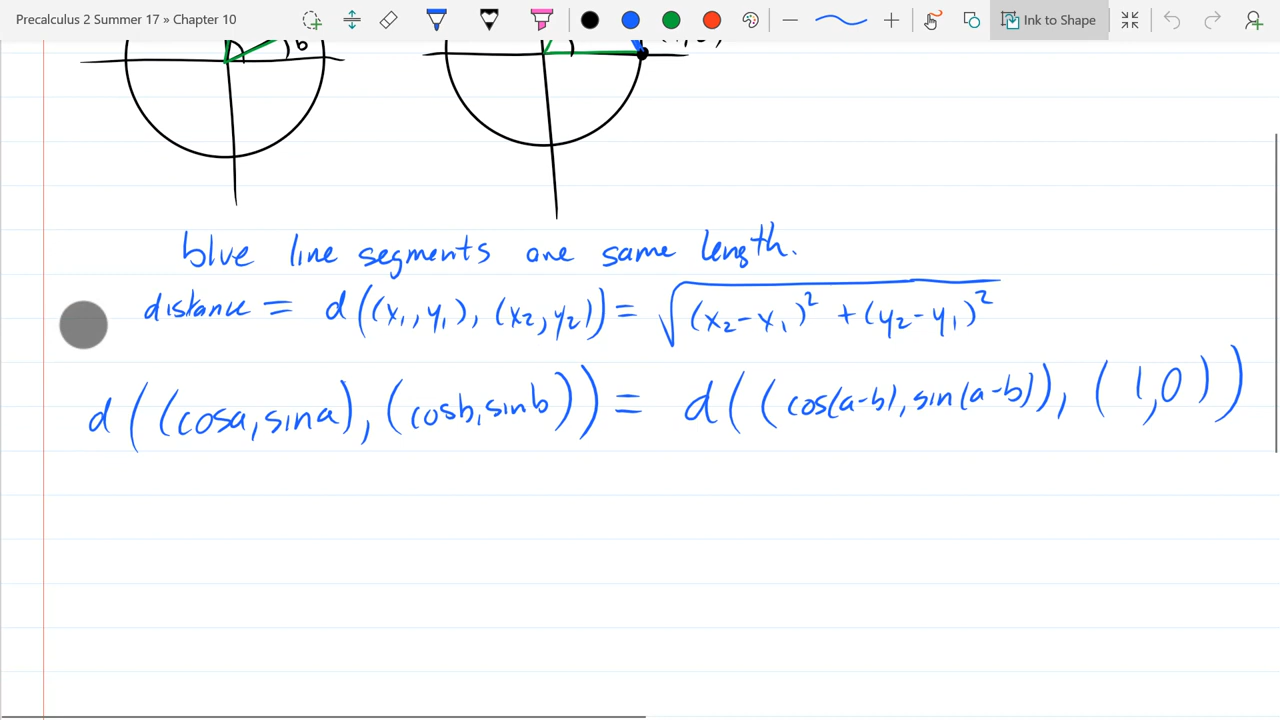 Precalculus 2 Summer 17 » Chapter 10
Ink to Shape
b
blue line segments are same length.
distance = d((x₁,y₁), (x₂,y₂)) = √((x₂-x₁)² + (y₂-y₁)²)
d((cosa, sina), (cosb, sinb)) = d((cos(a-b), sin(a-b)), (1,0))